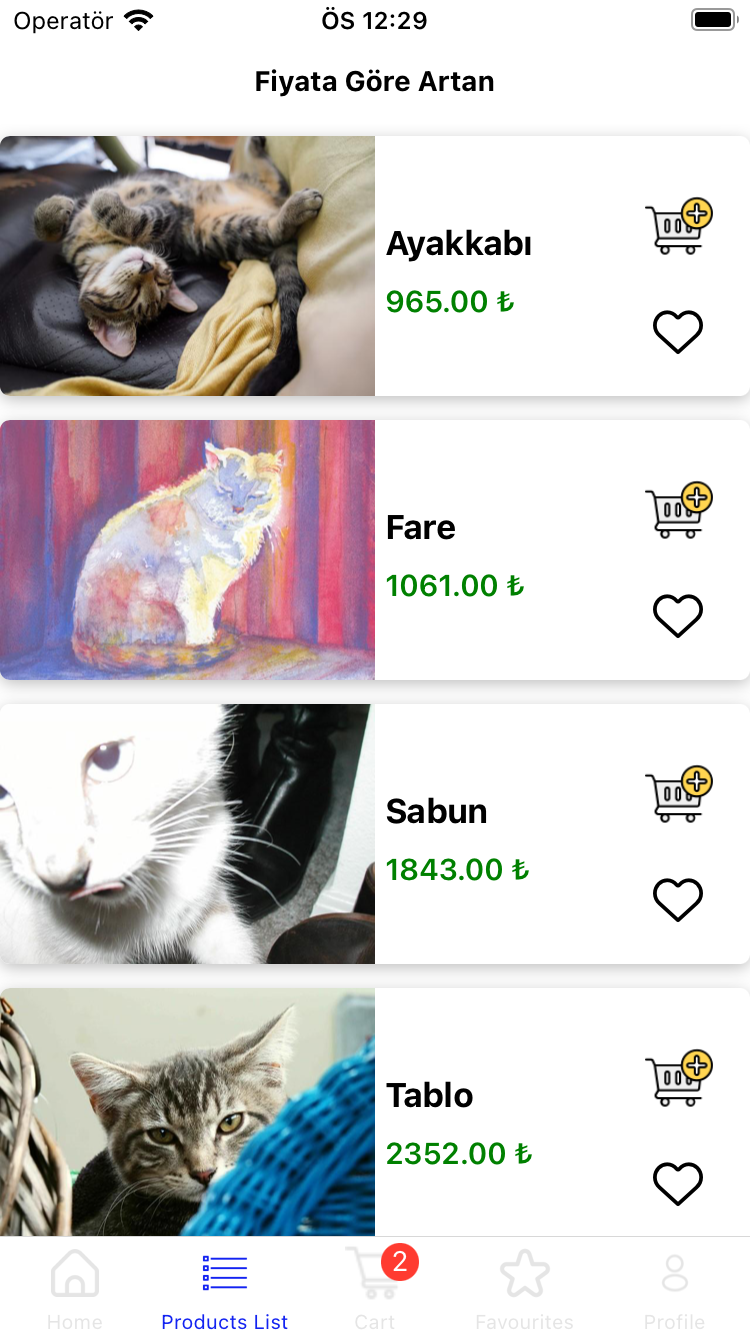 Operatör ÖS 12:29
Fiyata Göre Artan
Ayakkabı
965.00 ₺
Fare
1061.00 ₺
Sabun
1843.00 ₺
Tablo
2352.00 ₺
2
Home Products List Cart Favourites Profile